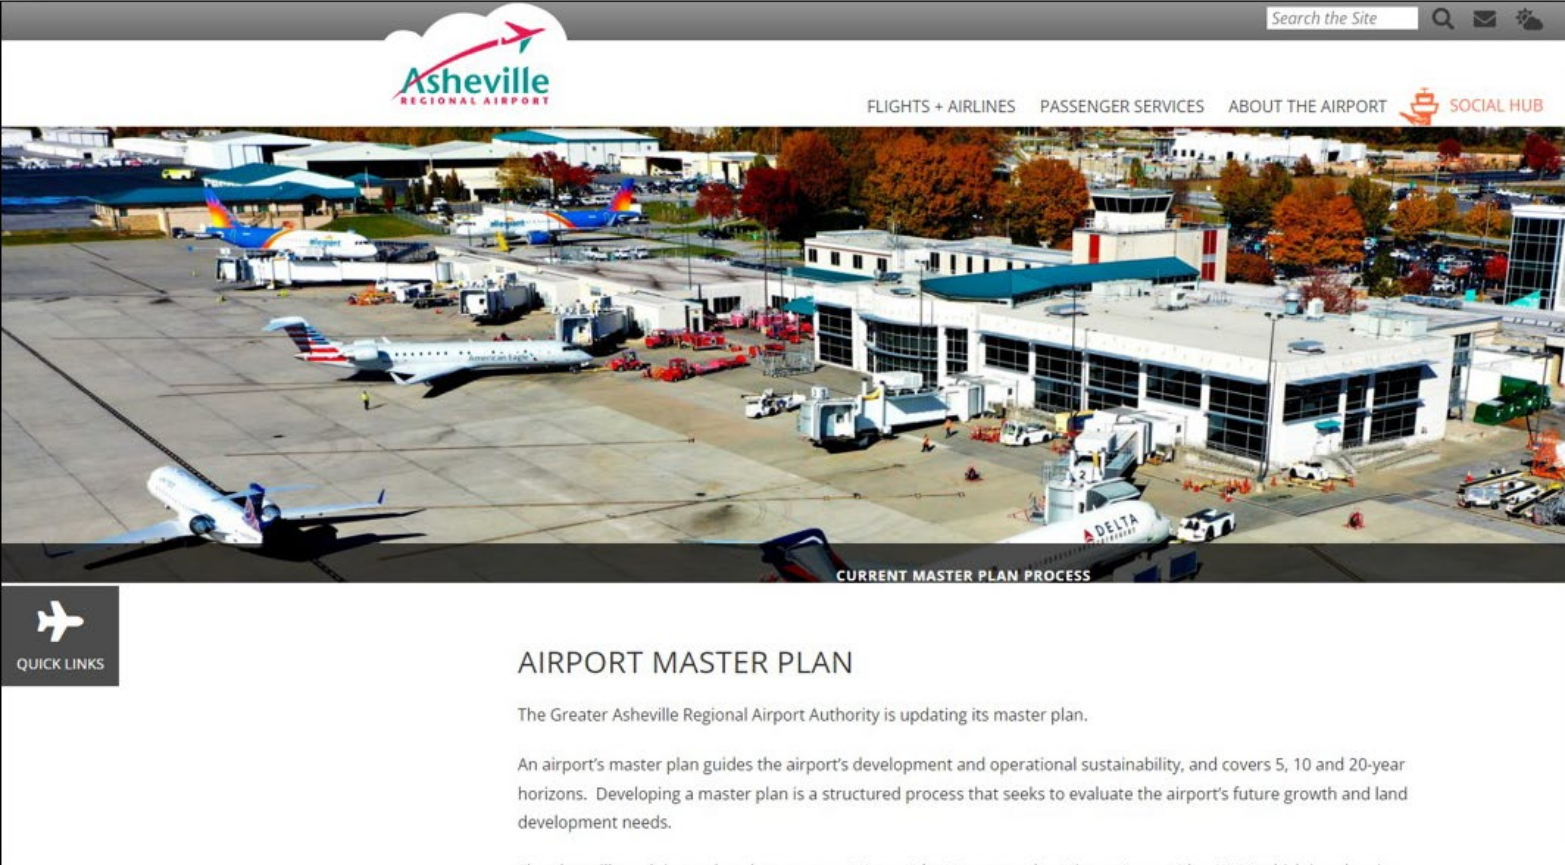 Search the Site
Asheville
REGIONAL AIRPORT
FLIGHTS + AIRLINES PASSENGER SERVICES ABOUT THE AIRPORT SOCIAL HUB
allegiant
allegiant
American Eagle
2
DELTA
CURRENT MASTER PLAN PROCESS
QUICK LINKS
AIRPORT MASTER PLAN
The Greater Asheville Regional Airport Authority is updating its master plan.
An airport's master plan guides the airport's development and operational sustainability, and covers 5, 10 and 20-year
horizons. Developing a master plan is a structured process that seeks to evaluate the airport's future growth and land
development needs.